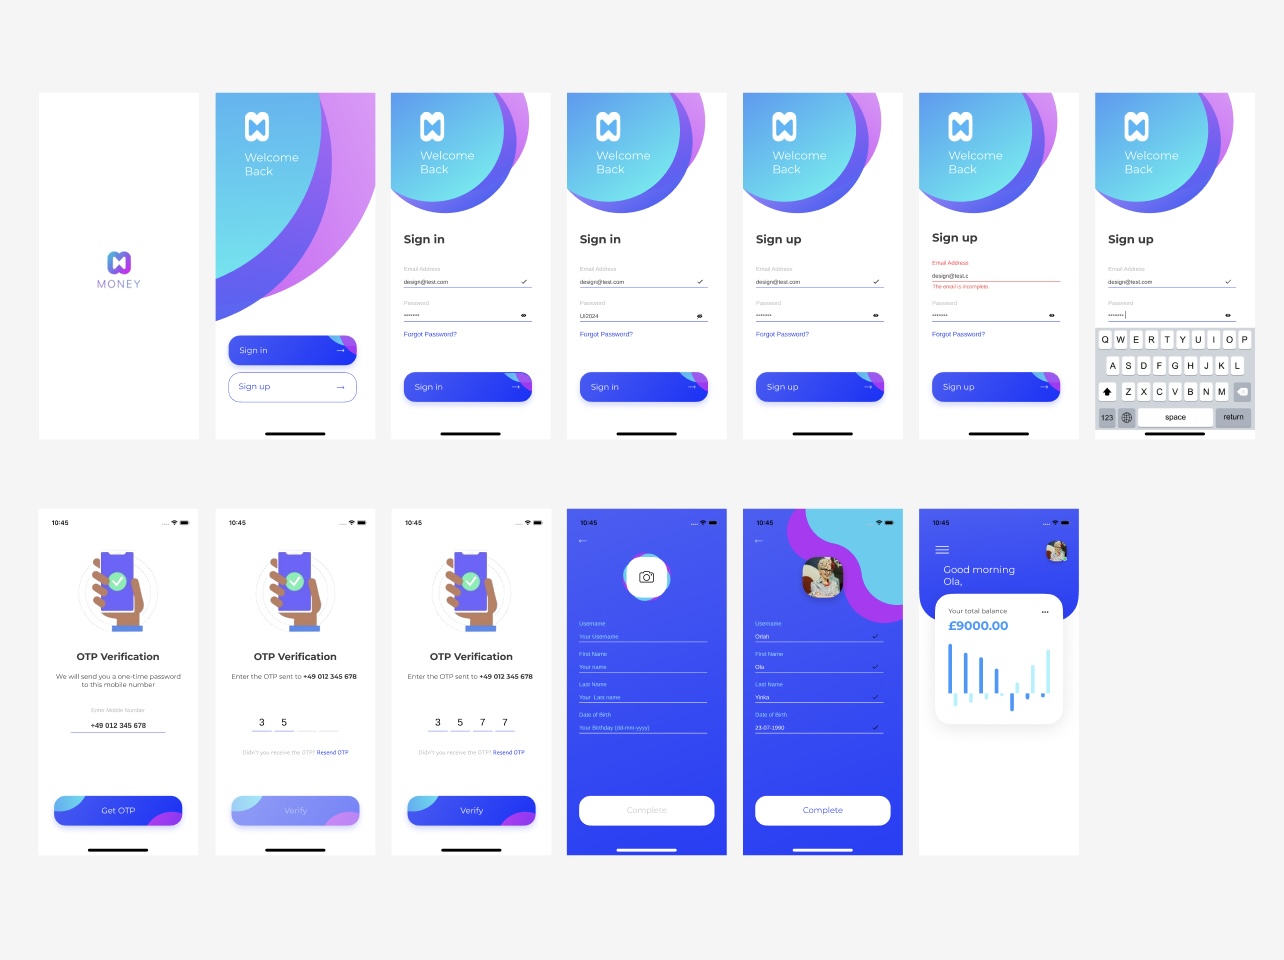 MONEY
Welcome
Back
Sign in →
Sign up →
Welcome
Back
Sign in
Email Address
design@test.com
Password
•••••••
Forgot Password?
Sign in →
Welcome
Back
Sign in
Email Address
design@test.com
Password
UI2024
Forgot Password?
Sign in →
Welcome
Back
Sign up
Email Address
design@test.com
Password
•••••••
Forgot Password?
Sign up →
Welcome
Back
Sign up
Email Address
design@test.c
The email is incomplete.
Password
•••••••
Forgot Password?
Sign up →
Welcome
Back
Sign up
Email Address
design@test.com
Password
•••••••
Q W E R T Y U I O P
A S D F G H J K L
Z X C V B N M
123 space return
10:45
OTP Verification
We will send you a one-time password
to this mobile number
Enter Mobile Number
+49 012 345 678
Get OTP
10:45
OTP Verification
Enter the OTP sent to +49 012 345 678
3 5
Didn't you receive the OTP? Resend OTP
Verify
10:45
OTP Verification
Enter the OTP sent to +49 012 345 678
3 5 7 7
Didn't you receive the OTP? Resend OTP
Verify
10:45
←
Username
Your Username
First Name
Your name
Last Name
Your Last name
Date of Birth
Your Birthday (dd-mm-yyyy)
Complete
10:45
←
Username
Orlah
First Name
Ola
Last Name
Yinka
Date of Birth
23-07-1990
Complete
10:45
Good morning
Ola,
Your total balance
£9000.00